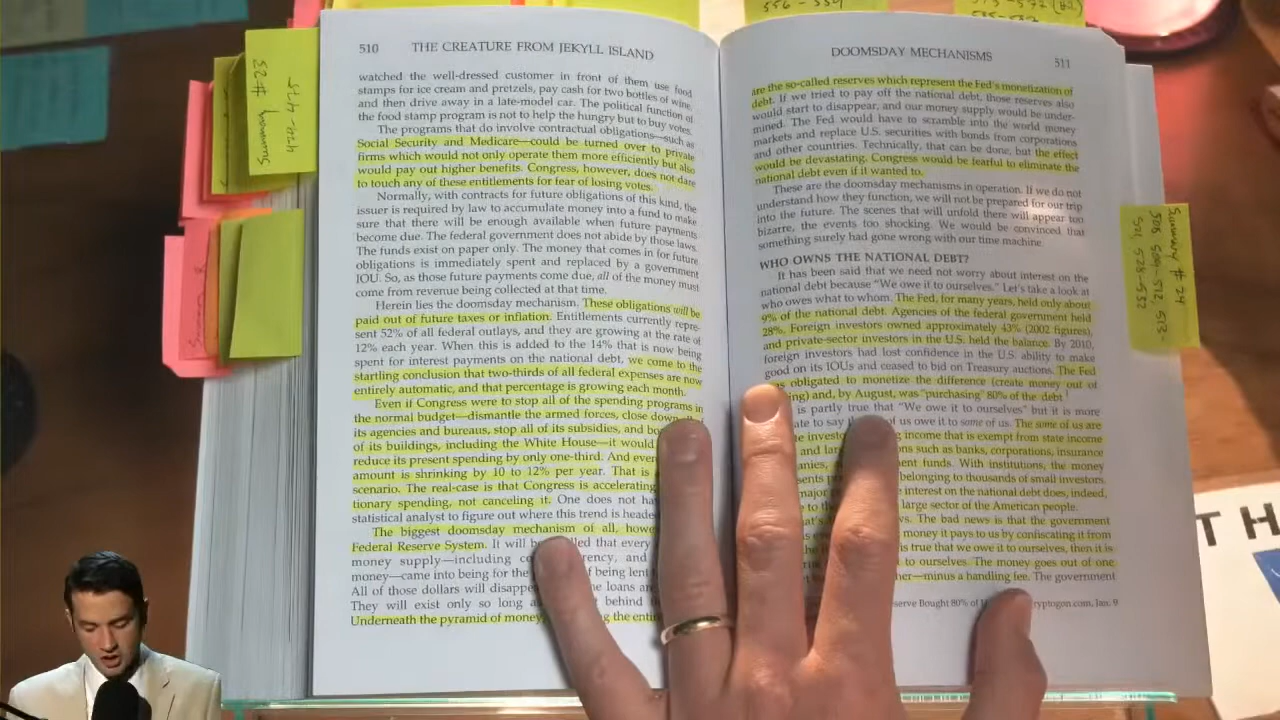 556-559
Summary #25
Summary # 24
508, 509-512, 513-
521, 528-532
510 THE CREATURE FROM JEKYLL ISLAND
watched the well-dressed customer in front of them use food
stamps for ice cream and pretzels, pay cash for two bottles of wine,
and then drive away in a late-model car. The political function of
the food stamp program is not to help the hungry but to buy votes.
The programs that do involve contractual obligations—such as
Social Security and Medicare—could be turned over to private
firms which would not only operate them more efficiently but also
would pay out higher benefits. Congress, however, does not dare
to touch any of these entitlements for fear of losing votes.
Normally, with contracts for future obligations of this kind, the
issuer is required by law to accumulate money into a fund to make
sure that there will be enough available when future payments
become due. The federal government does not abide by those laws.
The funds exist on paper only. The money that comes in for future
obligations is immediately spent and replaced by a government
IOU. So, as those future payments come due, all of the money must
come from revenue being collected at that time.
Herein lies the doomsday mechanism. These obligations will be
paid out of future taxes or inflation. Entitlements currently repre-
sent 52% of all federal outlays, and they are growing at the rate of
12% each year. When this is added to the 14% that is now being
spent for interest payments on the national debt, we come to the
startling conclusion that two-thirds of all federal expenses are now
entirely automatic, and that percentage is growing each month.
Even if Congress were to stop all of the spending programs in
the normal budget—dismantle the armed forces, close down
its agencies and bureaus, stop all of its subsidies, and
of its buildings, including the White House—it would
reduce its present spending by only one-third. And even
amount is shrinking by 10 to 12% per year. That is
scenario. The real-case is that Congress is accelerating
tionary spending, not canceling it. One does not
statistical analyst to figure out where this trend is
The biggest doomsday mechanism of all,
Federal Reserve System. It will that every
money supply—including and
money—came into being for the of being lent
All of those dollars will loans are
They will exist only so long behind
Underneath the pyramid of money, the
DOOMSDAY MECHANISMS 511
are the so-called reserves which represent the Fed's monetization of
debt. If we tried to pay off the national debt, those reserves also
would start to disappear, and our money supply would be under-
mined. The Fed would have to scramble into the world money
markets and replace U.S. securities with bonds from corporations
and other countries. Technically, that can be done, but the effect
would be devastating. Congress would be fearful to eliminate the
national debt even if it wanted to.
These are the doomsday mechanisms in operation. If we do not
understand how they function, we will not be prepared for our trip
into the future. The scenes that will unfold there will appear too
bizarre, the events too shocking. We would be convinced that
something surely had gone wrong with our time machine.
WHO OWNS THE NATIONAL DEBT?
It has been said that we need not worry about interest on the
national debt because "We owe it to ourselves." Let's take a look at
who owes what to whom. The Fed, for many years, held only about
9% of the national debt. Agencies of the federal government held
28%. Foreign investors owned approximately 43% (2002 figures),
and private-sector investors in the U.S. held the balance. By 2010,
foreign investors had lost confidence in the U.S. ability to make
good on its IOUs and ceased to bid on Treasury auctions. The Fed
obligated to monetize the difference (create money out of
and, by August, was "purchasing" 80% of the debt.¹
is partly true that "We owe it to ourselves" but it is more
to say of us owe it to some of us. The some of us are
income that is exempt from state income
and such as banks, corporations, insurance
funds. With institutions, the money
belonging to thousands of small investors.
interest on the national debt does, indeed,
large sector of the American people.
The bad news is that the government
money it pays to us by confiscating it from
is true that we owe it to ourselves, then it is
to ourselves. The money goes out of one
minus a handling fee. The government
Bought 80% of Jan. 9
T H